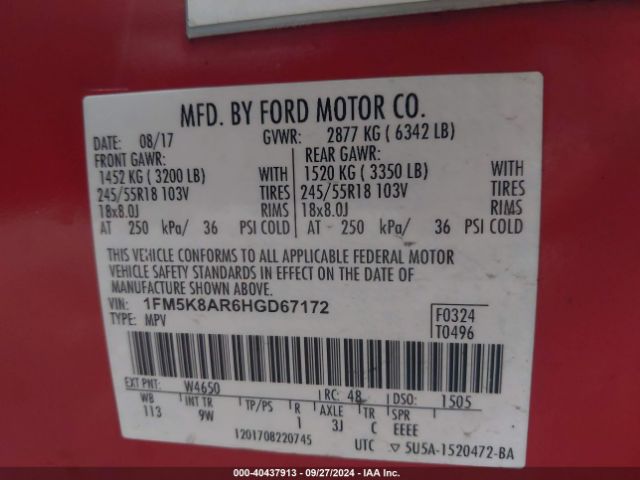 MFD. BY FORD MOTOR CO.
DATE: 08/17 GVWR: 2877 KG ( 6342 LB)
FRONT GAWR: REAR GAWR:
1452 KG ( 3200 LB) WITH 1520 KG ( 3350 LB) WITH
245/55R18 103V TIRES 245/55R18 103V TIRES
18x8.0J RIMS 18x8.0J RIMS
AT 250 kPa/ 36 PSI COLD AT 250 kPa/ 36 PSI COLD
THIS VEHICLE CONFORMS TO ALL APPLICABLE FEDERAL MOTOR
VEHICLE SAFETY STANDARDS IN EFFECT ON THE DATE OF
MANUFACTURE SHOWN ABOVE.
VIN: 1FM5K8AR6HGD67172 F0324
TYPE: MPV T0496
EXT PNT: W4650 RC: 48 DSO: 1505
WB INT TR TP/PS R AXLE TR SPR
113 9W 1 3J C EEEE
1201708220745 UTC ▽ 5U5A-1520472-BA
000-40437913 - 09/27/2024 - IAA Inc.